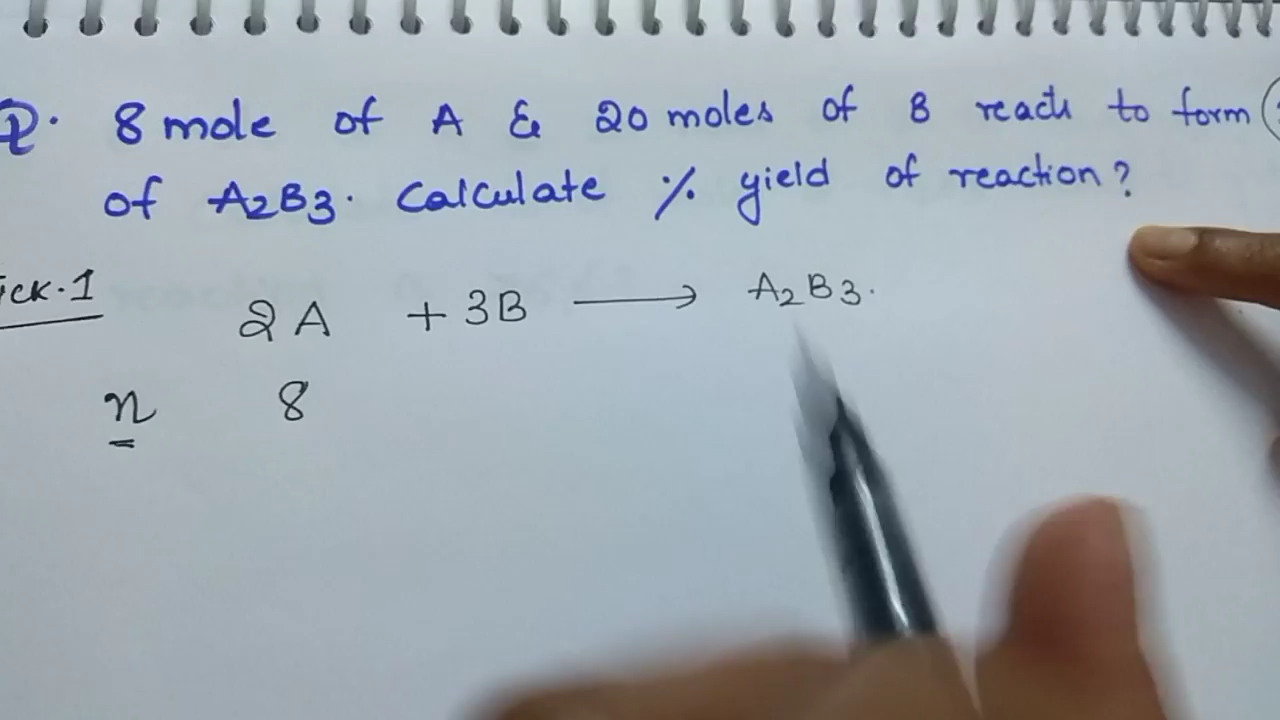 Q. 8 mole of A & 20 moles of B react to form
of A2B3. Calculate % yield of reaction?
ick.1
2A + 3B → A2B3.
n 8